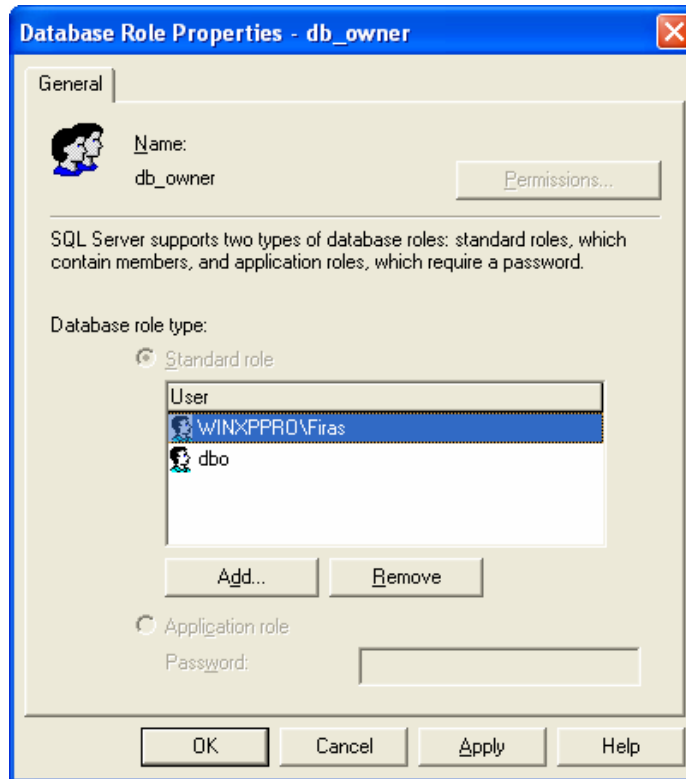 Database Role Properties - db_owner
General
Name:
db_owner
Permissions...
SQL Server supports two types of database roles: standard roles, which
contain members, and application roles, which require a password.
Database role type:
Standard role
User
WINXPPRO\Firas
dbo
Add... Remove
Application role
Password:
OK Cancel Apply Help